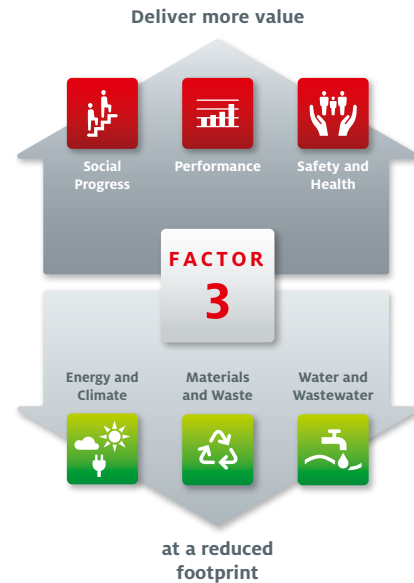 Deliver more value
Social
Progress
Performance
Safety and
Health
FACTOR
3
Energy and
Climate
Materials
and Waste
Water and
Wastewater
at a reduced
footprint